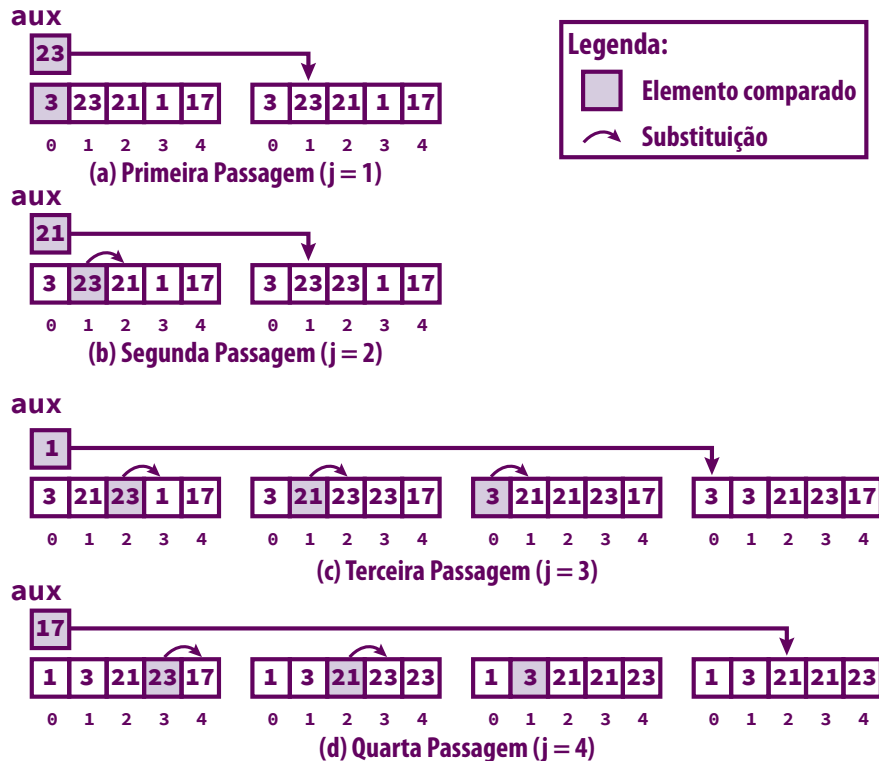 aux
23
3 23 21 1 17 3 23 21 1 17
0 1 2 3 4 0 1 2 3 4
(a) Primeira Passagem (j = 1)
Legenda:
Elemento comparado
Substituição
aux
21
3 23 21 1 17 3 23 23 1 17
0 1 2 3 4 0 1 2 3 4
(b) Segunda Passagem (j = 2)
aux
1
3 21 23 1 17 3 21 23 23 17 3 21 21 23 17 3 3 21 23 17
0 1 2 3 4 0 1 2 3 4 0 1 2 3 4 0 1 2 3 4
(c) Terceira Passagem (j = 3)
aux
17
1 3 21 23 17 1 3 21 23 23 1 3 21 21 23 1 3 21 21 23
0 1 2 3 4 0 1 2 3 4 0 1 2 3 4 0 1 2 3 4
(d) Quarta Passagem (j = 4)